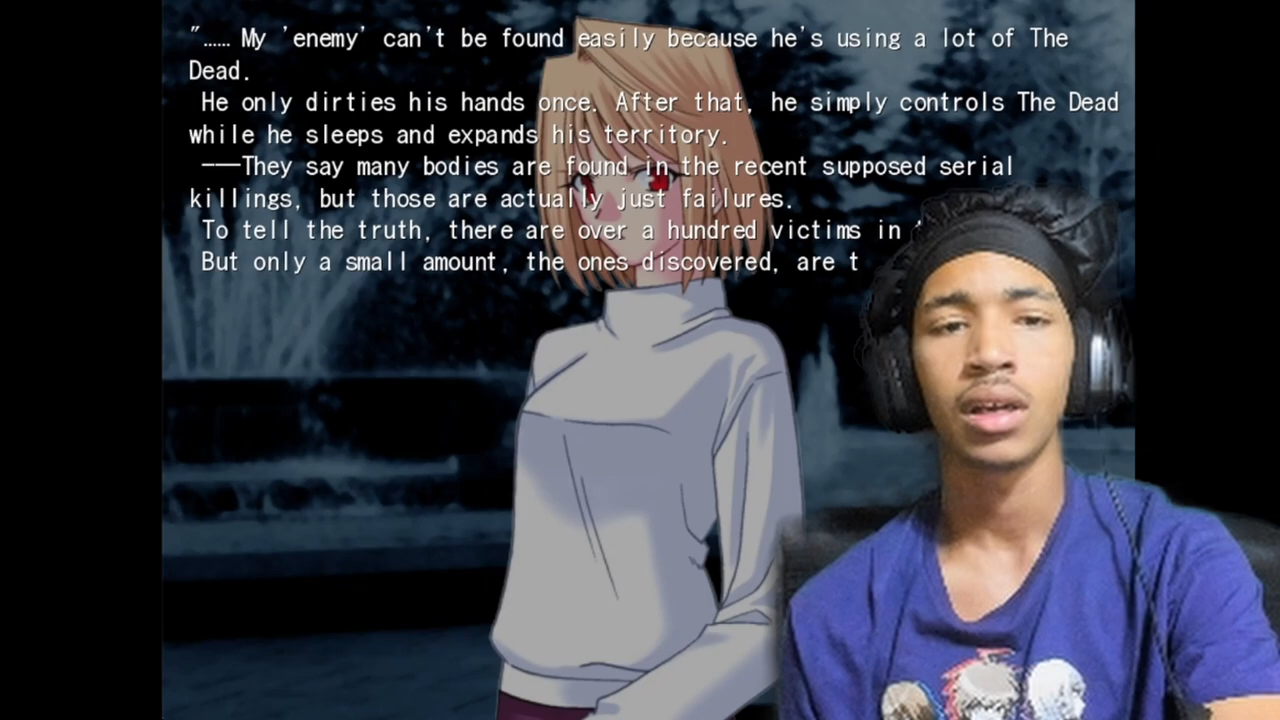 "…… My 'enemy' can't be found easily because he's using a lot of The
Dead.
He only dirties his hands once. After that, he simply controls The Dead
while he sleeps and expands his territory.
──They say many bodies are found in the recent supposed serial
killings, but those are actually just failures.
To tell the truth, there are over a hundred victims in
But only a small amount, the ones discovered, are t